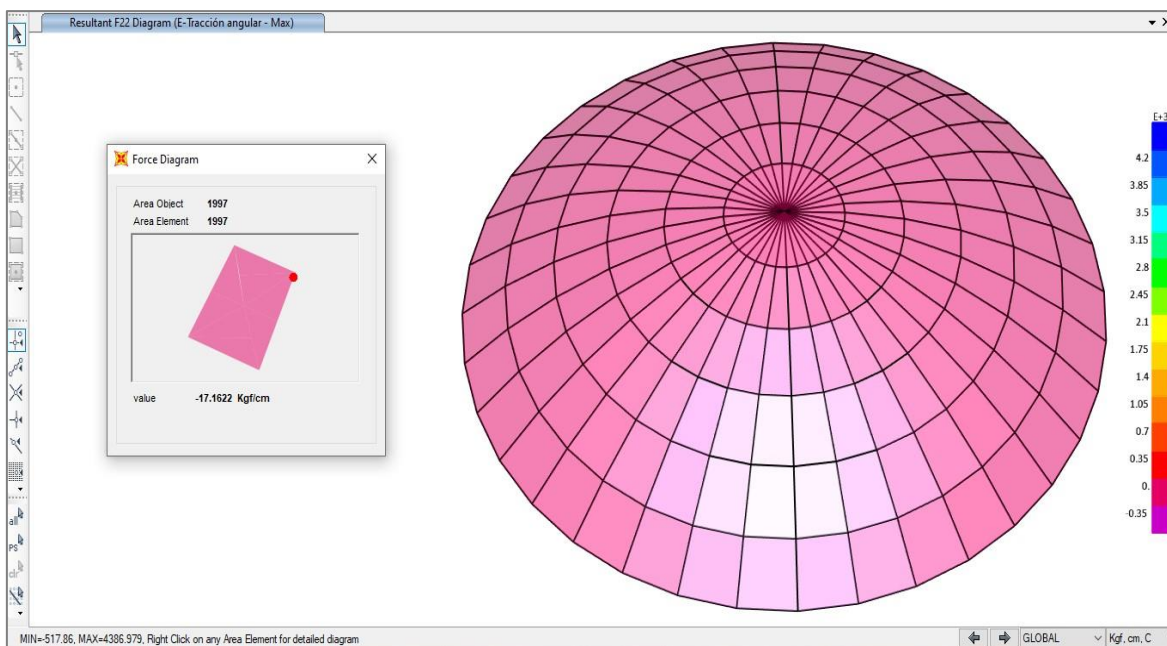 Resultant F22 Diagram (E-Tracción angular - Max)
Force Diagram
Area Object 1997
Area Element 1997
value -17.1622 Kgf/cm
E+3
4.2
3.85
3.5
3.15
2.8
2.45
2.1
1.75
1.4
1.05
0.7
0.35
0.
-0.35
all
PS
clr
MIN=-517.86, MAX=4386.979, Right Click on any Area Element for detailed diagram
GLOBAL
Kgf, cm, C